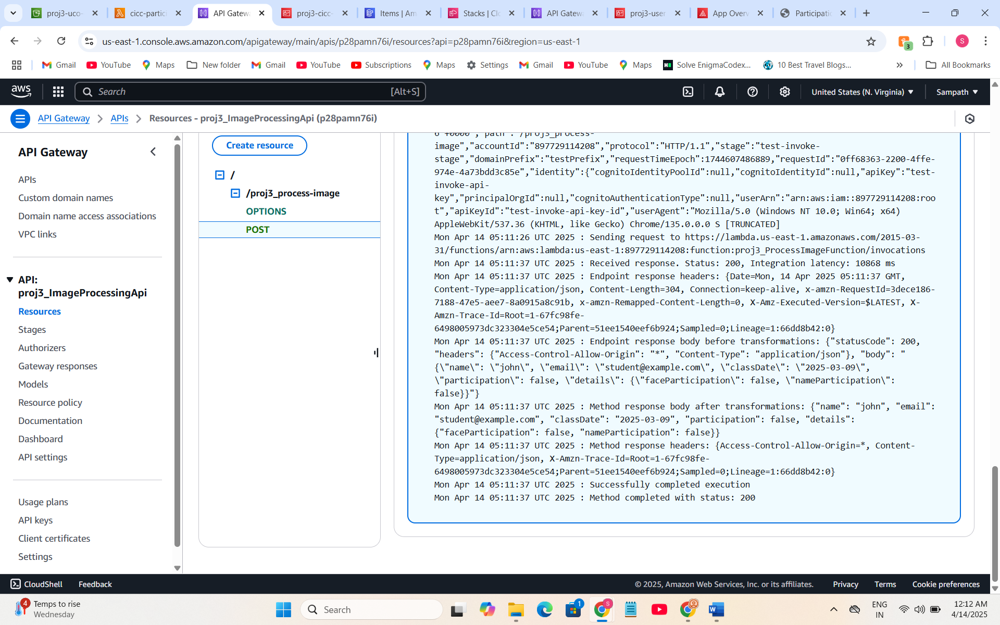 proj3-uco-
cicc-partici
API Gatew
proj3-cicc-
Items | Am
Stacks | Clo
API Gatew
proj3-user
App Overv
Participatio
us-east-1.console.aws.amazon.com/apigateway/main/apis/p28pamn76i/resources?api=p28pamn76i&region=us-east-1
3
S
Gmail
YouTube
Maps
New folder
Gmail
YouTube
Subscriptions
Maps
Settings
Gmail
YouTube
Maps
Solve EnigmaCodex...
10 Best Travel Blogs...
All Bookmarks
aws
Search
[Alt+S]
United States (N. Virginia)
Sampath
API Gateway
APIs
Resources - proj3_ImageProcessingApi (p28pamn76i)
API Gateway
APIs
Custom domain names
Domain name access associations
VPC links
API:
proj3_ImageProcessingApi
Resources
Stages
Authorizers
Gateway responses
Models
Resource policy
Documentation
Dashboard
API settings
Usage plans
API keys
Client certificates
Settings
Create resource
/
/proj3_process-image
OPTIONS
POST
6 +0000","path":"/proj3_process-
image","accountId":"897729114208","protocol":"HTTP/1.1","stage":"test-invoke-
stage","domainPrefix":"testPrefix","requestTimeEpoch":1744607486889,"requestId":"0ff68363-2200-4ffe-
974e-4a73bdd3c85e","identity":{"cognitoIdentityPoolId":null,"cognitoIdentityId":null,"apiKey":"test-
invoke-api-
key","principalOrgId":null,"cognitoAuthenticationType":null,"userArn":"arn:aws:iam::897729114208:roo
t","apiKeyId":"test-invoke-api-key-id","userAgent":"Mozilla/5.0 (Windows NT 10.0; Win64; x64)
AppleWebKit/537.36 (KHTML, like Gecko) Chrome/135.0.0.0 S [TRUNCATED]
Mon Apr 14 05:11:26 UTC 2025 : Sending request to https://lambda.us-east-1.amazonaws.com/2015-03-
31/functions/arn:aws:lambda:us-east-1:897729114208:function:proj3_ProcessImageFunction/invocations
Mon Apr 14 05:11:37 UTC 2025 : Received response. Status: 200, Integration latency: 10868 ms
Mon Apr 14 05:11:37 UTC 2025 : Endpoint response headers: {Date=Mon, 14 Apr 2025 05:11:37 GMT,
Content-Type=application/json, Content-Length=304, Connection=keep-alive, x-amzn-RequestId=3dece186-
7188-47e5-aee7-8a0915a8c91b, x-amzn-Remapped-Content-Length=0, X-Amz-Executed-Version=$LATEST, X-
Amzn-Trace-Id=Root=1-67fc98fe-
6498005973dc323304e5ce54;Parent=51ee1540eef6b924;Sampled=0;Lineage=1:66dd8b42:0}
Mon Apr 14 05:11:37 UTC 2025 : Endpoint response body before transformations: {"statusCode": 200,
"headers": {"Access-Control-Allow-Origin": "*", "Content-Type": "application/json"}, "body": "
{\"name\": \"john\", \"email\": \"student@example.com\", \"classDate\": \"2025-03-09\",
\"participation\": false, \"details\": {\"faceParticipation\": false, \"nameParticipation\":
false}}"}
Mon Apr 14 05:11:37 UTC 2025 : Method response body after transformations: {"name": "john", "email":
"student@example.com", "classDate": "2025-03-09", "participation": false, "details":
{"faceParticipation": false, "nameParticipation": false}}
Mon Apr 14 05:11:37 UTC 2025 : Method response headers: {Access-Control-Allow-Origin=*, Content-
Type=application/json, X-Amzn-Trace-Id=Root=1-67fc98fe-
6498005973dc323304e5ce54;Parent=51ee1540eef6b924;Sampled=0;Lineage=1:66dd8b42:0}
Mon Apr 14 05:11:37 UTC 2025 : Successfully completed execution
Mon Apr 14 05:11:37 UTC 2025 : Method completed with status: 200
CloudShell
Feedback
© 2025, Amazon Web Services, Inc. or its affiliates.
Privacy
Terms
Cookie preferences
4
Temps to rise
Wednesday
Search
1
S
ENG
IN
12:12 AM
4/14/2025